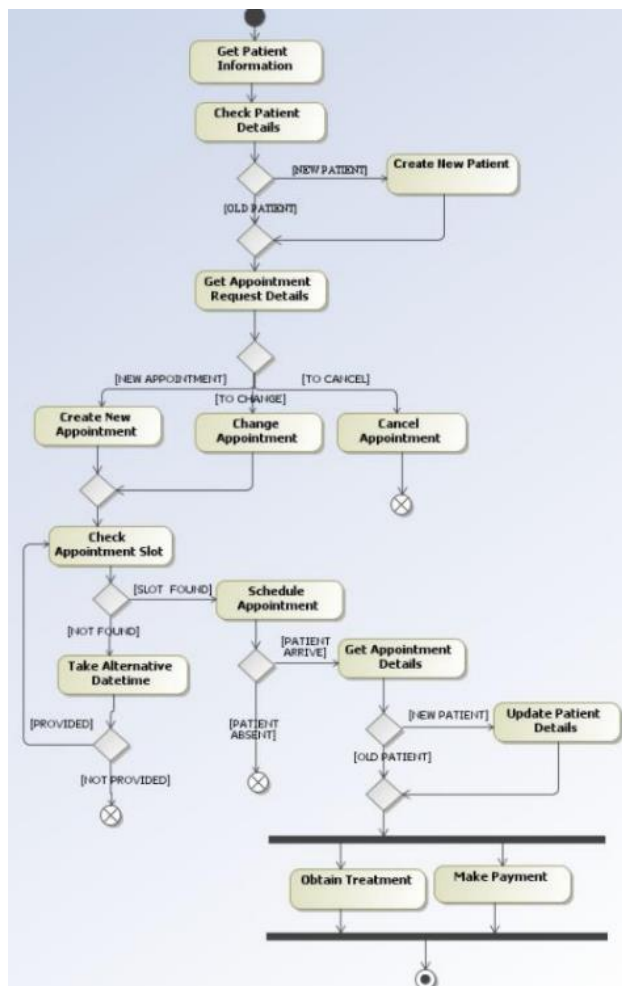 Get Patient
Information
Check Patient
Details
[NEW PATIENT]
Create New Patient
[OLD PATIENT]
Get Appointment
Request Details
[NEW APPOINTMENT]
[TO CANCEL]
[TO CHANGE]
Create New
Appointment
Change
Appointment
Cancel
Appointment
Check
Appointment Slot
[SLOT FOUND]
Schedule
Appointment
[NOT FOUND]
[PATIENT
ARRIVE]
Get Appointment
Details
Take Alternative
Datetime
[PROVIDED]
[PATIENT
ABSENT]
[NEW PATIENT]
Update Patient
Details
[OLD PATIENT]
[NOT PROVIDED]
Obtain Treatment
Make Payment